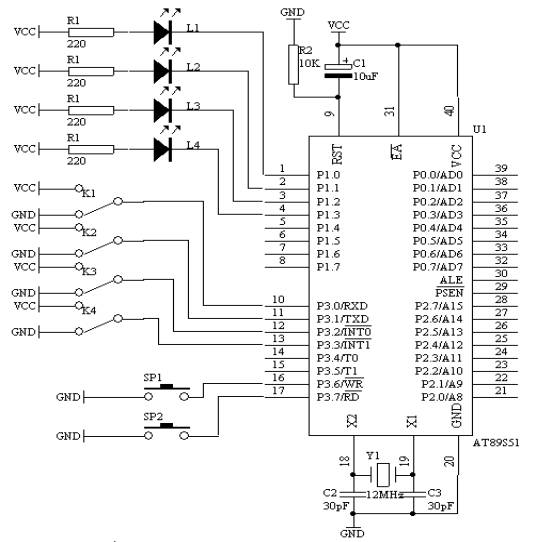 GND
VCC
VCC R1 220 L1
VCC R1 220 L2
VCC R1 220 L3
VCC R1 220 L4
R2
10K
+
C1
10uF
9
31
40
U1
RST
EA
VCC
1 P1.0
2 P1.1
3 P1.2
4 P1.3
5 P1.4
6 P1.5
7 P1.6
8 P1.7
P0.0/AD0 39
P0.1/AD1 38
P0.2/AD2 37
P0.3/AD3 36
P0.4/AD4 35
P0.5/AD5 34
P0.6/AD6 33
P0.7/AD7 32
ALE 30
PSEN 29
P2.7/A15 28
P2.6/A14 27
P2.5/A13 26
P2.4/A12 25
P2.3/A11 24
P2.2/A10 23
P2.1/A9 22
P2.0/A8 21
VCC
K1
GND
VCC
K2
GND
VCC
K3
GND
VCC
K4
GND
10 P3.0/RXD
11 P3.1/TXD
12 P3.2/INT0
13 P3.3/INT1
14 P3.4/T0
15 P3.5/T1
16 P3.6/WR
17 P3.7/RD
SP1
GND
SP2
GND
X2
X1
GND
AT89S51
18
19
20
Y1
12MHz
C2
30pF
C3
30pF
GND